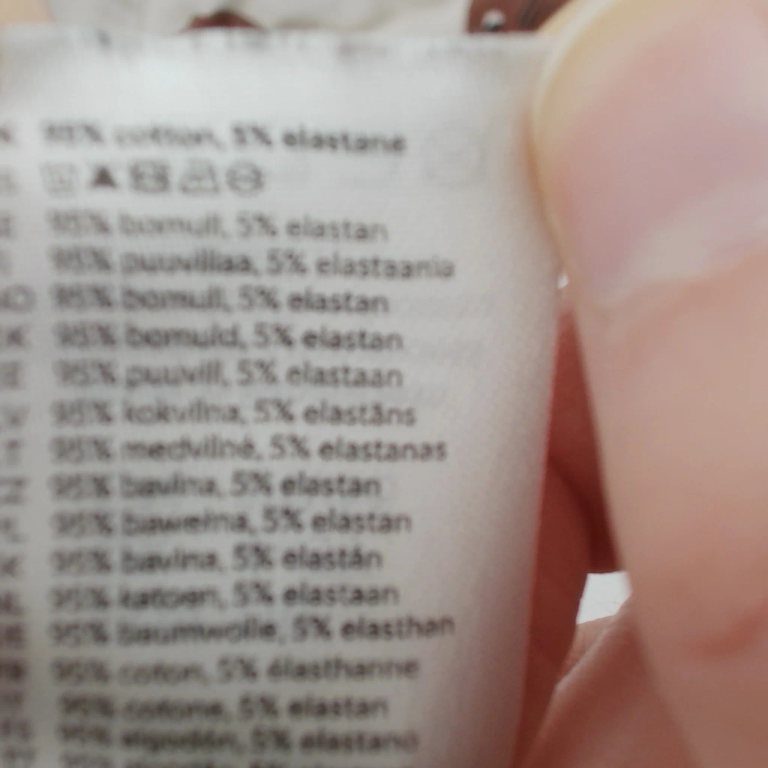 95% cotton, 5% elastane
95% bomull, 5% elastan
95% puuvillaa, 5% elastaania
95% bomull, 5% elastan
95% bomuld, 5% elastan
95% puuvill, 5% elastaan
LV 95% kokvilna, 5% elastāns
LT 95% medvilnė, 5% elastanas
CZ 95% bavlna, 5% elastan
95% bawełna, 5% elastan
95% bavlna, 5% elastán
95% katoen, 5% elastaan
95% baumwolle, 5% elasthan
95% coton, 5% élasthanne
95% cotone, 5% elastan
95% algodón, 5% elastano